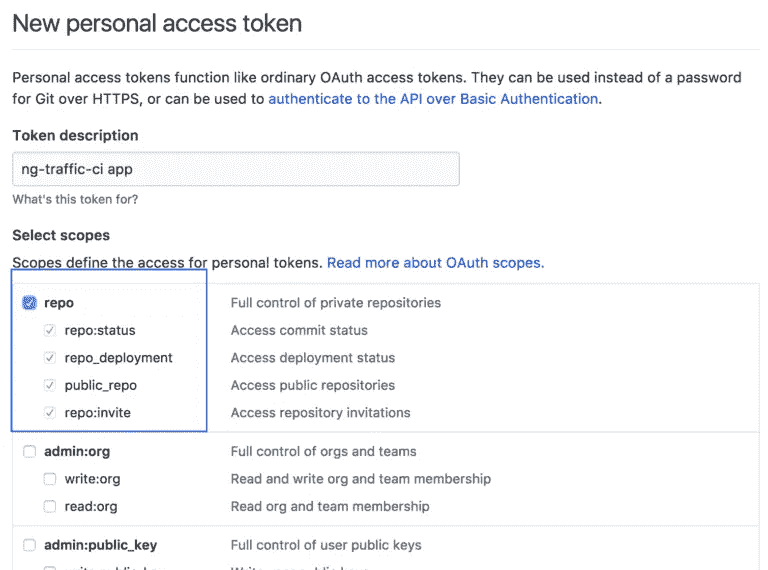 New personal access token
Personal access tokens function like ordinary OAuth access tokens. They can be used instead of a password
for Git over HTTPS, or can be used to authenticate to the API over Basic Authentication.
Token description
ng-traffic-ci app
What's this token for?
Select scopes
Scopes define the access for personal tokens. Read more about OAuth scopes.
repo Full control of private repositories
repo:status Access commit status
repo_deployment Access deployment status
public_repo Access public repositories
repo:invite Access repository invitations
admin:org Full control of orgs and teams
write:org Read and write org and team membership
read:org Read org and team membership
admin:public_key Full control of user public keys